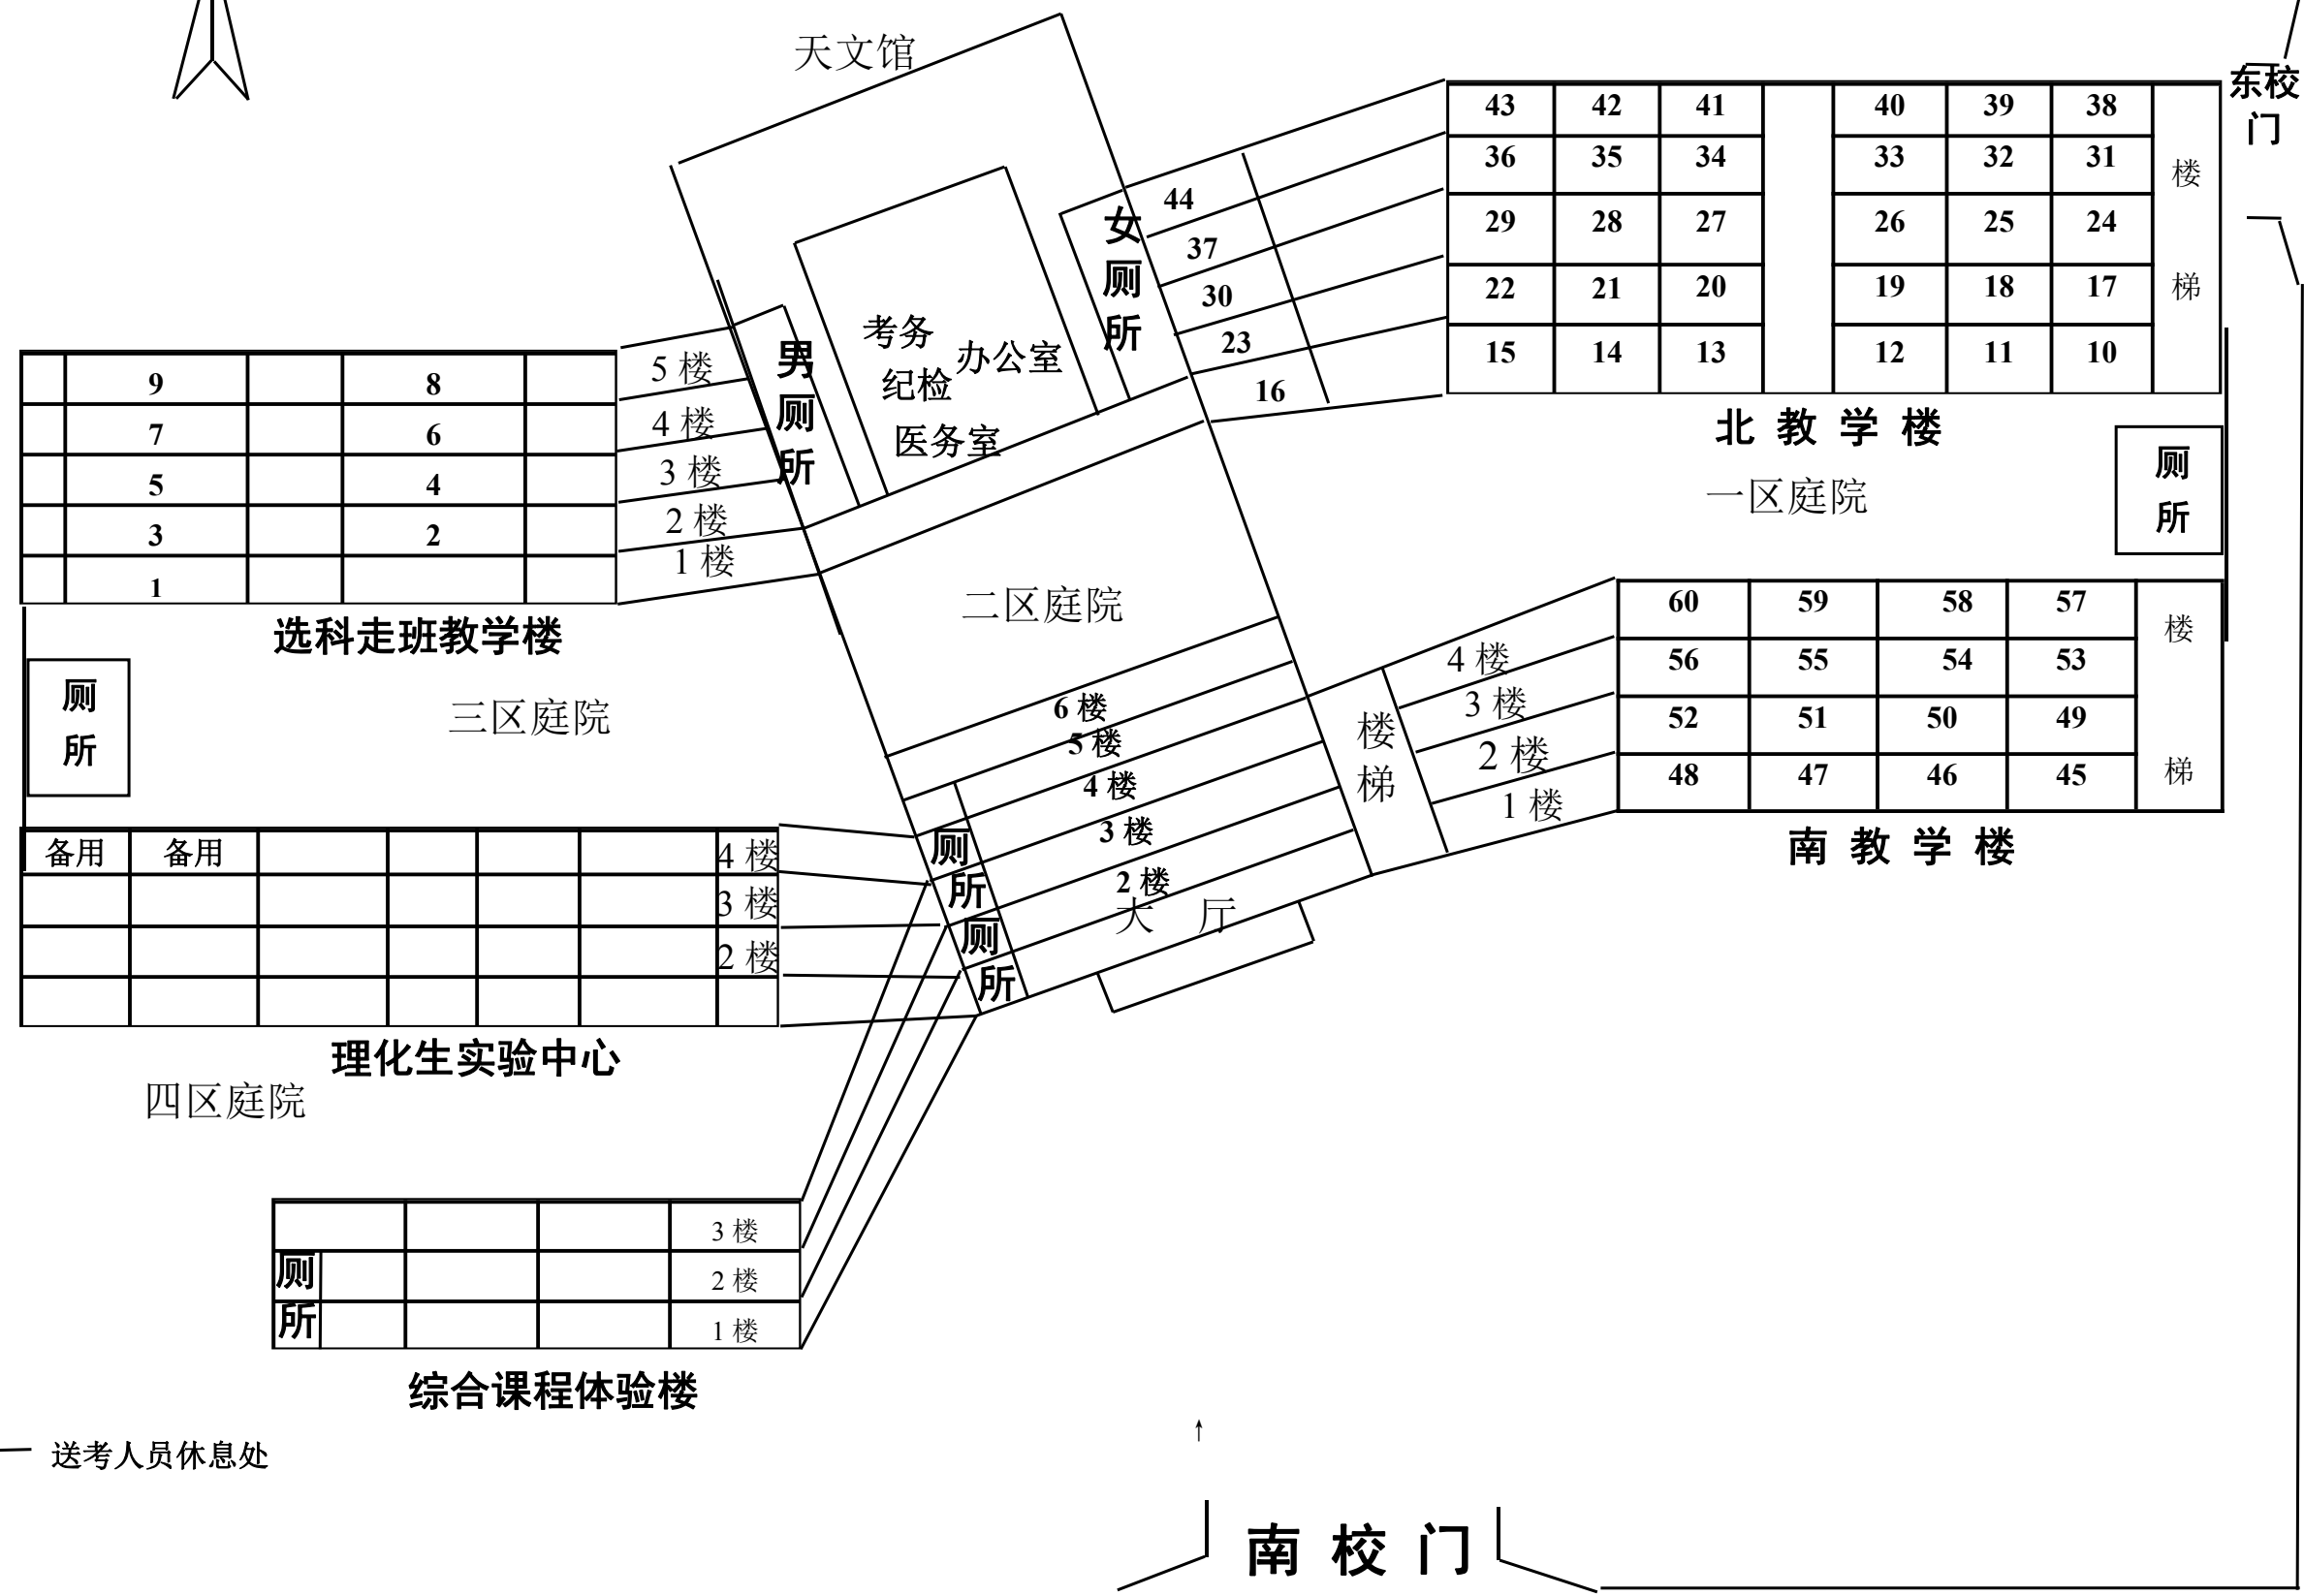 天文馆
东校
门
43 42 41 40 39 38
36 35 34 33 32 31
29 28 27 26 25 24
22 21 20 19 18 17
15 14 13 12 11 10
楼
梯
44
37
30
23
16
女
厕
所
北 教 学 楼
一区庭院
厕
所
考务
纪检
办公室
医务室
男
厕
所
5 楼
4 楼
3 楼
2 楼
1 楼
9 8
7 6
5 4
3 2
1
选科走班教学楼
厕
所
三区庭院
二区庭院
6 楼
5 楼
4 楼
3 楼
2 楼
大 厅
厕
所
厕
所
楼
梯
4 楼
3 楼
2 楼
1 楼
60 59 58 57
56 55 54 53
52 51 50 49
48 47 46 45
楼
梯
南 教 学 楼
备用 备用 4 楼
3 楼
2 楼
理化生实验中心
四区庭院
3 楼
2 楼
1 楼
厕
所
综合课程体验楼
送考人员休息处
↑
南 校 门